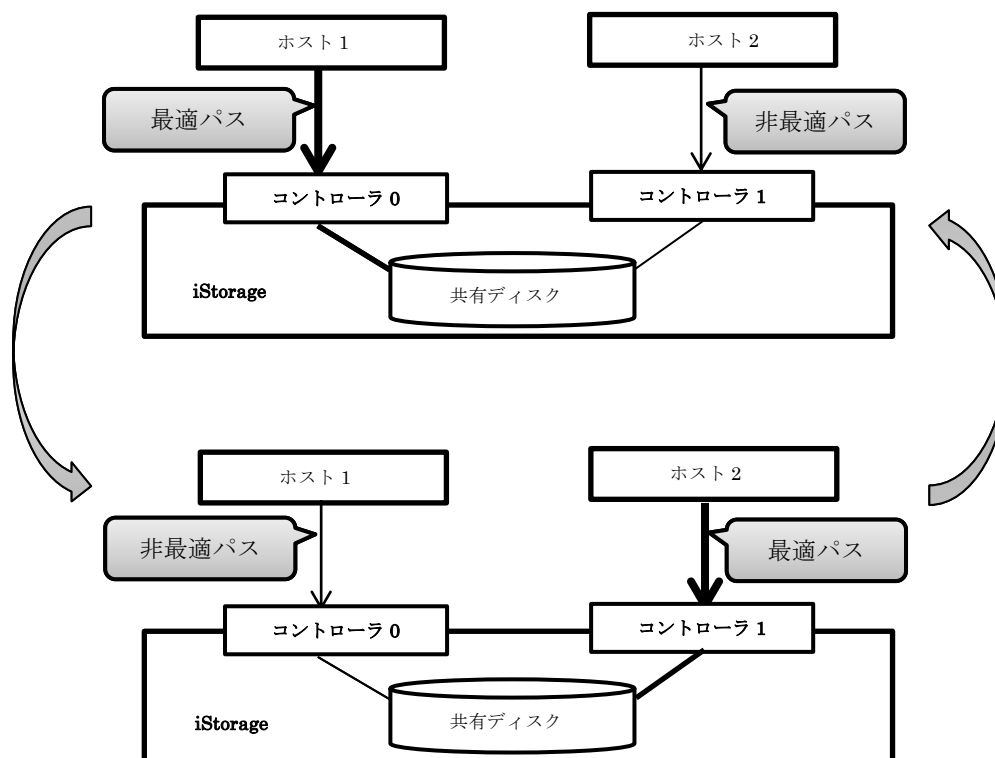 ホスト 1
ホスト 2
最適パス
非最適パス
コントローラ 0
コントローラ 1
iStorage
共有ディスク
ホスト 1
ホスト 2
非最適パス
最適パス
コントローラ 0
コントローラ 1
iStorage
共有ディスク